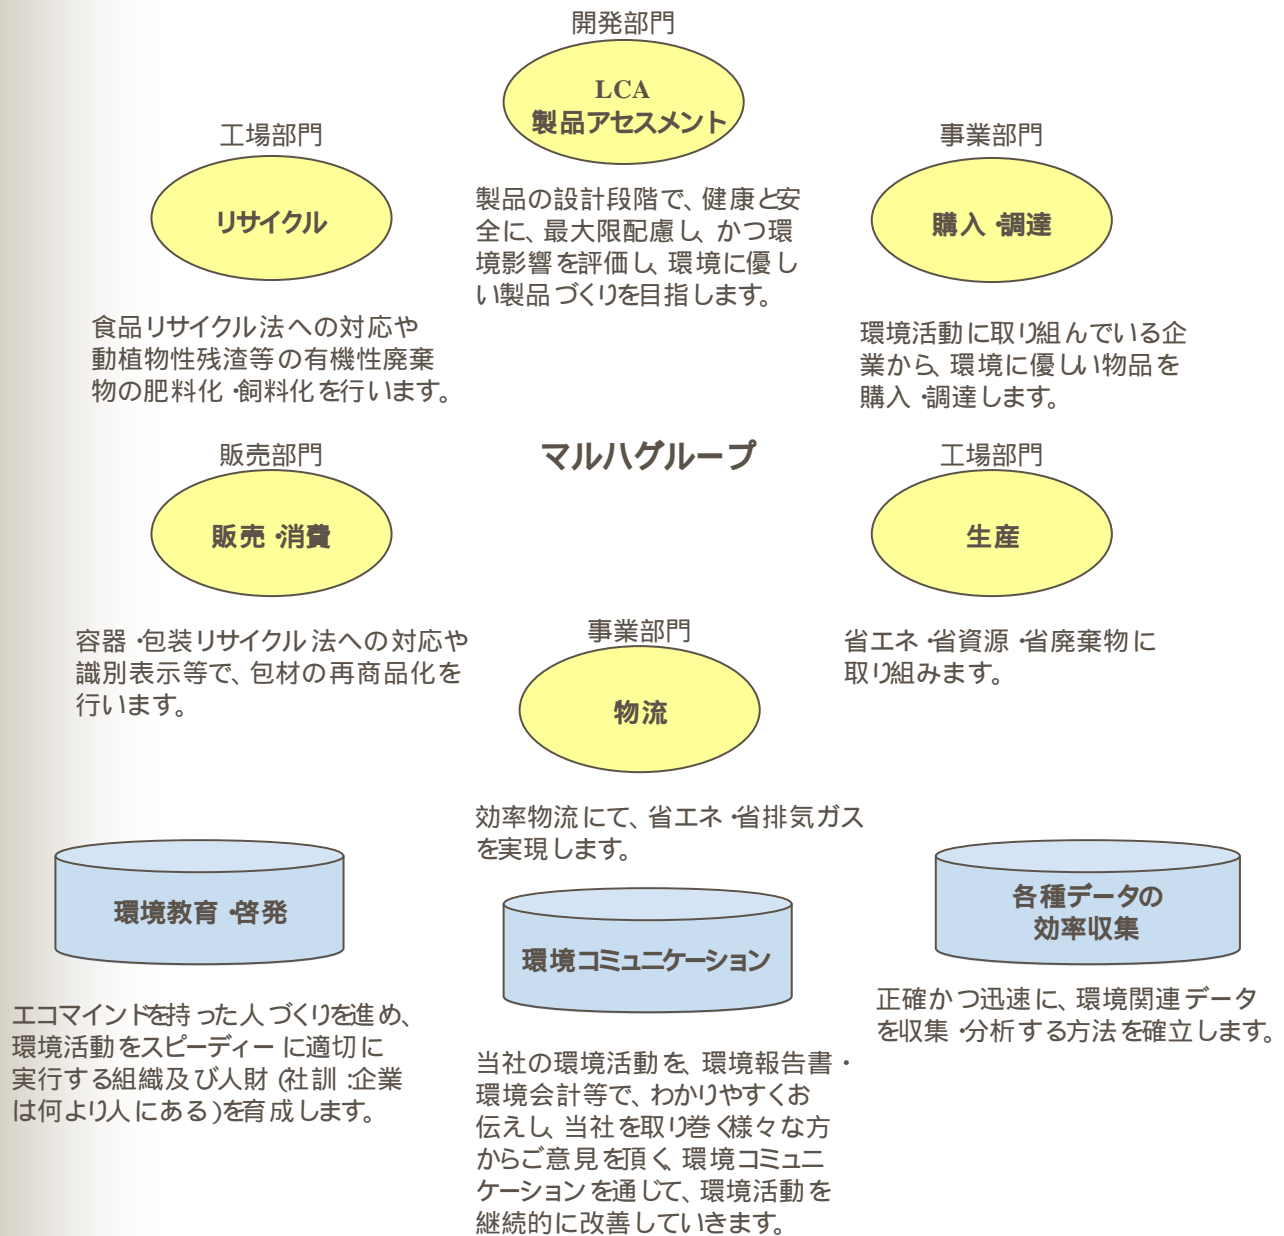 開発部門
LCA
製品アセスメント
製品の設計段階で、健康と安
全に、最大限配慮し、かつ環
境影響を評価し、環境に優し
い製品づくりを目指します。
工場部門
リサイクル
食品リサイクル法への対応や
動植物性残渣等の有機性廃棄
物の肥料化・飼料化を行います。
事業部門
購入・調達
環境活動に取り組んでいる企
業から、環境に優しい物品を
購入・調達します。
マルハグループ
販売部門
販売・消費
容器・包装リサイクル法への対応や
識別表示等で、包材の再商品化を
行います。
工場部門
生産
省エネ・省資源・省廃棄物に
取り組みます。
事業部門
物流
効率物流にて、省エネ・省排気ガス
を実現します。
環境教育・啓発
エコマインドを持った人づくりを進め、
環境活動をスピーディーに適切に
実行する組織及び人財(社訓:企業
は何より人にある)を育成します。
環境コミュニケーション
当社の環境活動を、環境報告書・
環境会計等で、わかりやすくお
伝えし、当社を取り巻く様々な方
からご意見を頂く、環境コミュニ
ケーションを通じて、環境活動を
継続的に改善していきます。
各種データの
効率収集
正確かつ迅速に、環境関連データ
を収集・分析する方法を確立します。